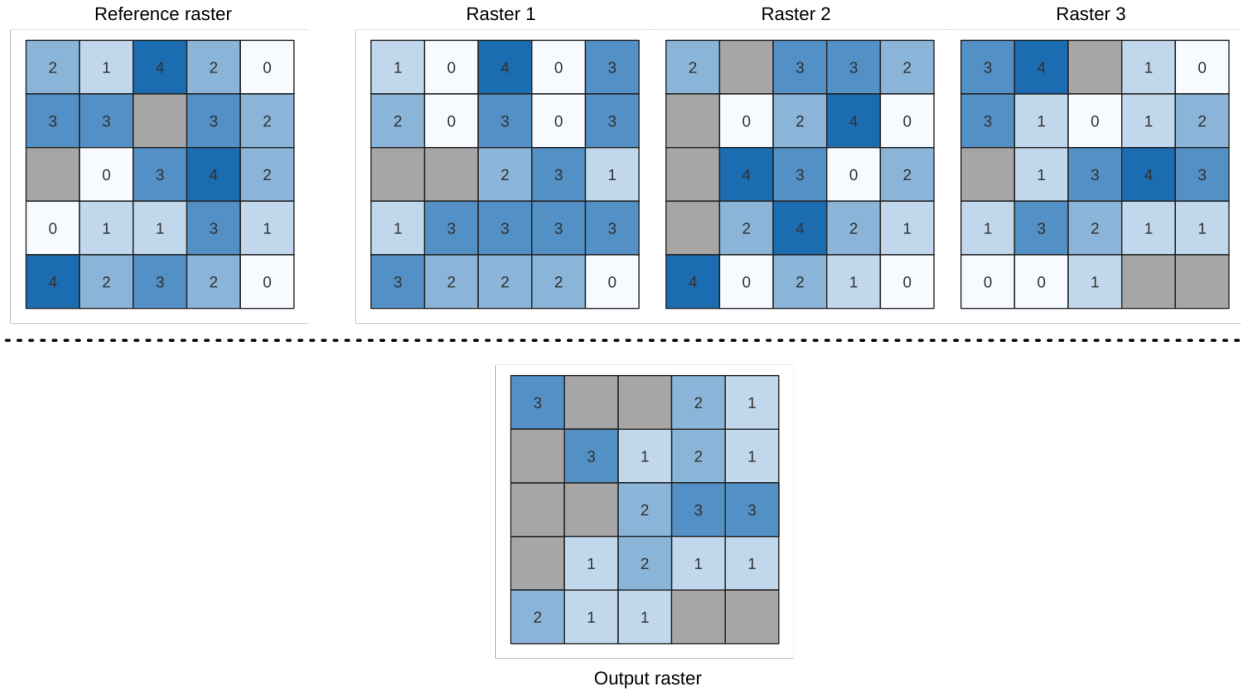 Reference raster Raster 1 Raster 2 Raster 3
2 1 4 2 0 1 0 4 0 3 2 3 3 2 3 4 1 0
3 3 3 2 2 0 3 0 3 0 2 4 0 3 1 0 1 2
0 3 4 2 2 3 1 4 3 0 2 1 3 4 3
0 1 1 3 1 1 3 3 3 3 2 4 2 1 1 3 2 1 1
4 2 3 2 0 3 2 2 2 0 4 0 2 1 0 0 0 1
3 2 1
3 1 2 1
2 3 3
1 2 1 1
2 1 1
Output raster